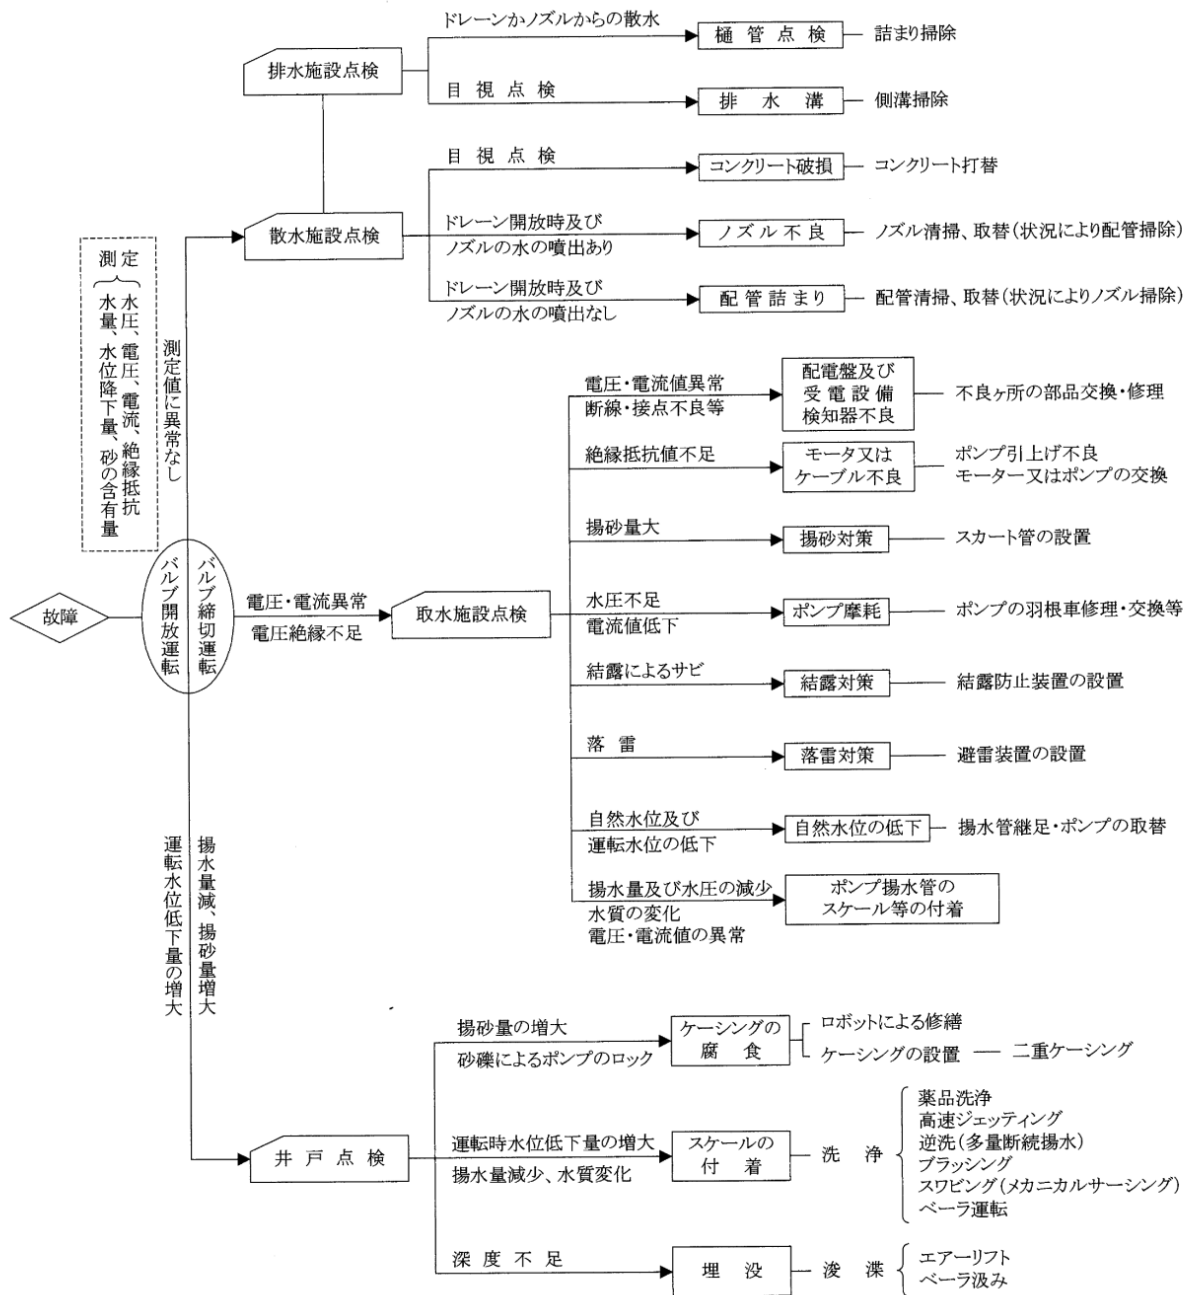 ドレーンかノズルからの散水
排水施設点検
樋管点検
詰まり掃除
目視点検
排水溝
側溝掃除
目視点検
コンクリート破損
コンクリート打替
散水施設点検
ドレーン開放時及び
ノズルの水の噴出あり
ノズル不良
ノズル清掃、取替(状況により配管掃除)
ドレーン開放時及び
ノズルの水の噴出なし
配管詰まり
配管清掃、取替(状況によりノズル掃除)
測定
水圧、電圧、電流、絶縁抵抗
水量、水位降下量、砂の含有量
測定値に異常なし
電圧・電流値異常
断線・接点不良等
配電盤及び
受電設備
検知器不良
不良ヶ所の部品交換・修理
絶縁抵抗値不足
モータ又は
ケーブル不良
ポンプ引上げ不良
モーター又はポンプの交換
揚砂量大
揚砂対策
スカート管の設置
故障
バルブ締切運転
バルブ開放運転
電圧・電流異常
電圧絶縁不足
取水施設点検
水圧不足
電流値低下
ポンプ摩耗
ポンプの羽根車修理・交換等
結露によるサビ
結露対策
結露防止装置の設置
落雷
落雷対策
避雷装置の設置
自然水位及び
運転水位の低下
自然水位の低下
揚水管継足・ポンプの取替
揚水量及び水圧の減少
水質の変化
電圧・電流値の異常
ポンプ揚水管の
スケール等の付着
揚水量減、揚砂量増大
運転水位低下量の増大
揚砂量の増大
砂礫によるポンプのロック
ケーシングの
腐食
ロボットによる修繕
ケーシングの設置
二重ケーシング
井戸点検
運転時水位低下量の増大
揚水量減少、水質変化
スケールの
付着
洗浄
薬品洗浄
高速ジェッティング
逆洗(多量断続揚水)
ブラッシング
スワビング(メカニカルサーシング)
ベーラ運転
深度不足
埋没
浚渫
エアーリフト
ベーラ汲み